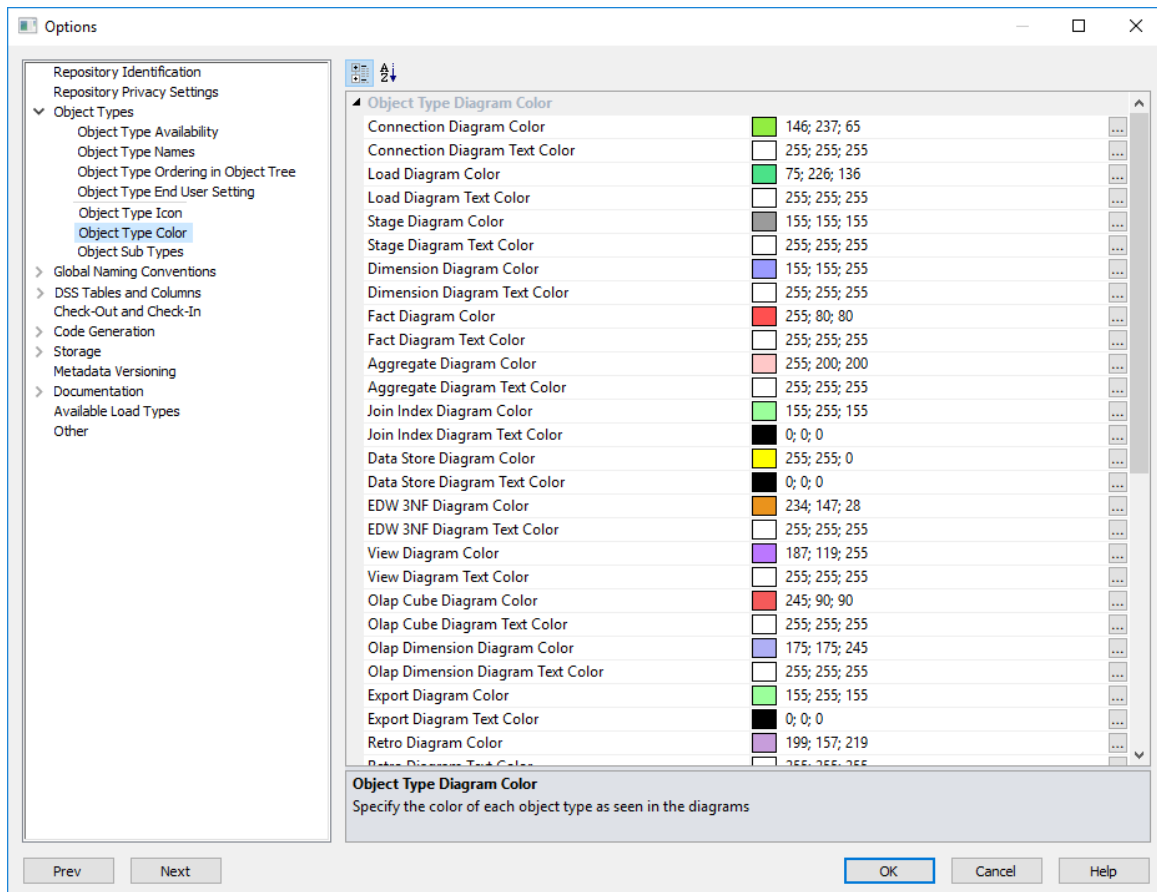 Options
Repository Identification
Repository Privacy Settings
Object Types
Object Type Availability
Object Type Names
Object Type Ordering in Object Tree
Object Type End User Setting
Object Type Icon
Object Type Color
Object Sub Types
Global Naming Conventions
DSS Tables and Columns
Check-Out and Check-In
Code Generation
Storage
Metadata Versioning
Documentation
Available Load Types
Other
Object Type Diagram Color
Connection Diagram Color 146; 237; 65 ...
Connection Diagram Text Color 255; 255; 255 ...
Load Diagram Color 75; 226; 136 ...
Load Diagram Text Color 255; 255; 255 ...
Stage Diagram Color 155; 155; 155 ...
Stage Diagram Text Color 255; 255; 255 ...
Dimension Diagram Color 155; 155; 255 ...
Dimension Diagram Text Color 255; 255; 255 ...
Fact Diagram Color 255; 80; 80 ...
Fact Diagram Text Color 255; 255; 255 ...
Aggregate Diagram Color 255; 200; 200 ...
Aggregate Diagram Text Color 255; 255; 255 ...
Join Index Diagram Color 155; 255; 155 ...
Join Index Diagram Text Color 0; 0; 0 ...
Data Store Diagram Color 255; 255; 0 ...
Data Store Diagram Text Color 0; 0; 0 ...
EDW 3NF Diagram Color 234; 147; 28 ...
EDW 3NF Diagram Text Color 255; 255; 255 ...
View Diagram Color 187; 119; 255 ...
View Diagram Text Color 255; 255; 255 ...
Olap Cube Diagram Color 245; 90; 90 ...
Olap Cube Diagram Text Color 255; 255; 255 ...
Olap Dimension Diagram Color 175; 175; 245 ...
Olap Dimension Diagram Text Color 255; 255; 255 ...
Export Diagram Color 155; 255; 155 ...
Export Diagram Text Color 0; 0; 0 ...
Retro Diagram Color 199; 157; 219 ...
Retro Diagram Text Color 255; 255; 255
Object Type Diagram Color
Specify the color of each object type as seen in the diagrams
Prev Next OK Cancel Help